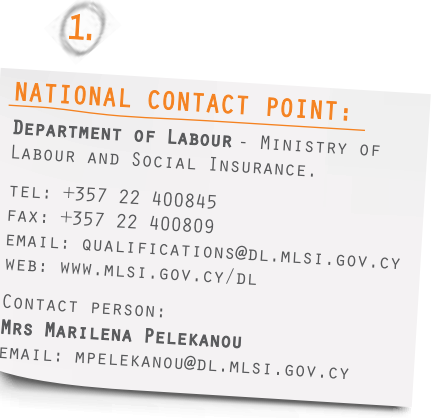 1.
NATIONAL CONTACT POINT:
DEPARTMENT OF LABOUR - MINISTRY OF
LABOUR AND SOCIAL INSURANCE.
TEL: +357 22 400845
FAX: +357 22 400809
EMAIL: QUALIFICATIONS@DL.MLSI.GOV.CY
WEB: WWW.MLSI.GOV.CY/DL
CONTACT PERSON:
MRS MARILENA PELEKANOU
EMAIL: MPELEKANOU@DL.MLSI.GOV.CY